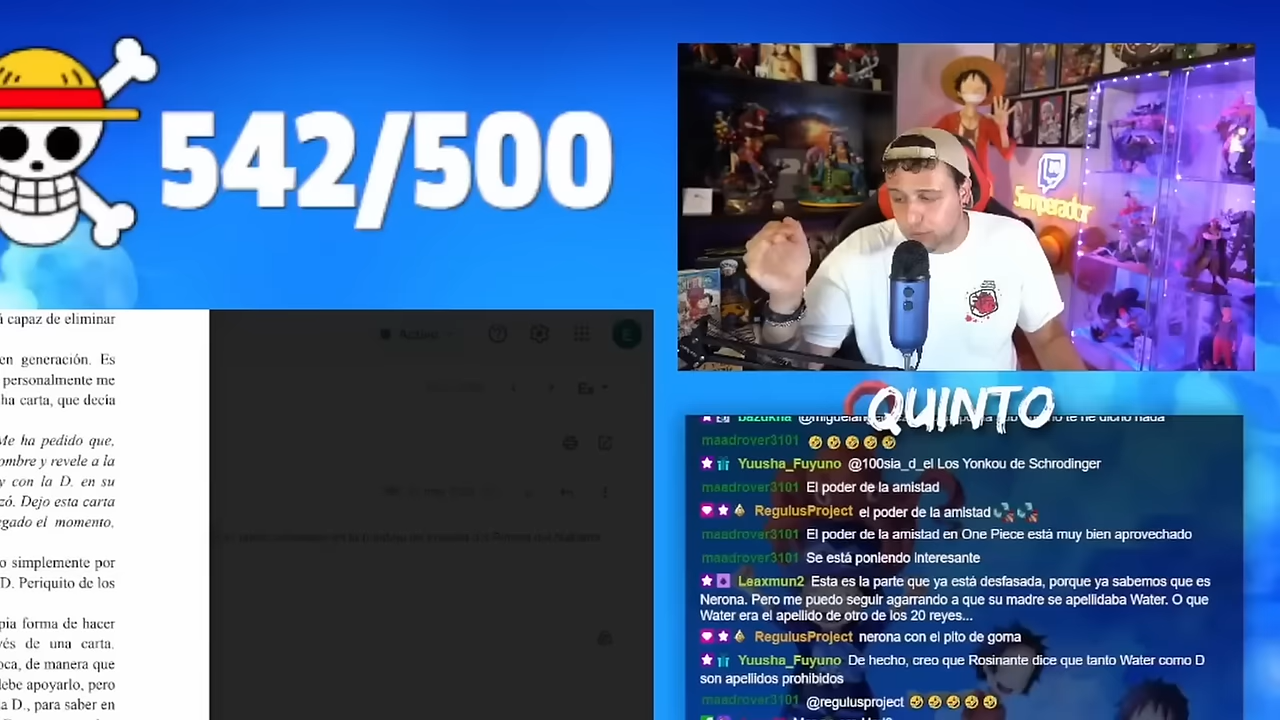 542/500
capaz de eliminar
en generación. Es
personalmente me
ha carta, que decía
Me ha pedido que,
ombre y revele a la
y con la D. en su
zó. Dejo esta carta
egado el momento,
o simplemente por
D. Periquito de los
pia forma de hacer
vés de una carta.
oca, de manera que
debe apoyarlo, pero
a D., para saber en
Activo
E
Simperador
QUINTO
bazukha
maadrover3101 🤣🤣🤣🤣🤣
Yuusha_Fuyuno @100sia_d_el Los Yonkou de Schrodinger
maadrover3101 El poder de la amistad
RegulusProject el poder de la amistad
maadrover3101 El poder de la amistad en One Piece está muy bien aprovechado
maadrover3101 Se está poniendo interesante
Leaxmun2 Esta es la parte que ya está desfasada, porque ya sabemos que es
Nerona. Pero me puedo seguir agarrando a que su madre se apellidaba Water. O que
Water era el apellido de otro de los 20 reyes...
RegulusProject nerona con el pito de goma
Yuusha_Fuyuno De hecho, creo que Rosinante dice que tanto Water como D
son apellidos prohibidos
maadrover3101 @regulusproject 🤣🤣🤣🤣🤣